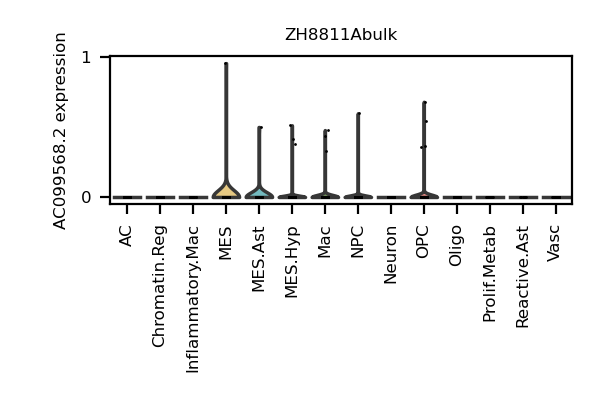 ZH8811Abulk
AC099568.2 expression
1
0
AC
Chromatin.Reg
Inflammatory.Mac
MES
MES.Ast
MES.Hyp
Mac
NPC
Neuron
OPC
Oligo
Prolif.Metab
Reactive.Ast
Vasc